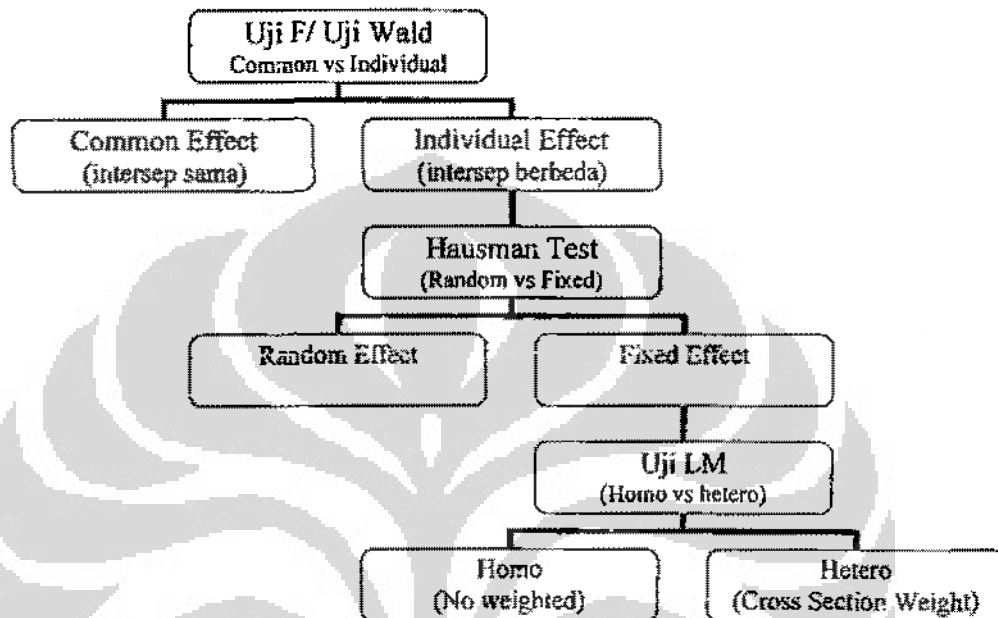 Uji F/ Uji Wald
Common vs Individual
Common Effect
(intersep sama)
Individual Effect
(intersep berbeda)
Hausman Test
(Random vs Fixed)
Random Effect
Fixed Effect
Uji LM
(Homo vs hetero)
Homo
(No weighted)
Hetero
(Cross Section Weight)